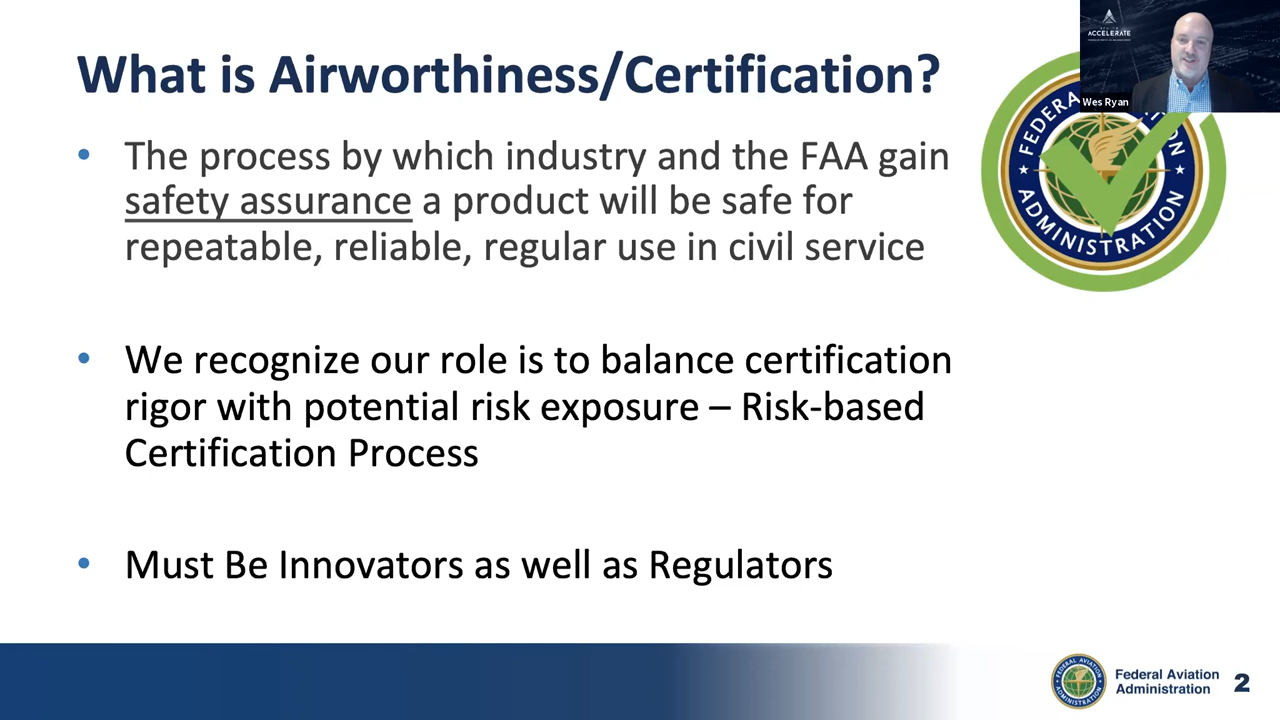 ACCELERATE
Wes Ryan
What is Airworthiness/Certification?
• The process by which industry and the FAA gain
safety assurance a product will be safe for
repeatable, reliable, regular use in civil service
• We recognize our role is to balance certification
rigor with potential risk exposure – Risk-based
Certification Process
• Must Be Innovators as well as Regulators
FEDERAL
ADMINISTRATION
FEDERAL AVIATION
ADMINISTRATION
Federal Aviation
Administration
2